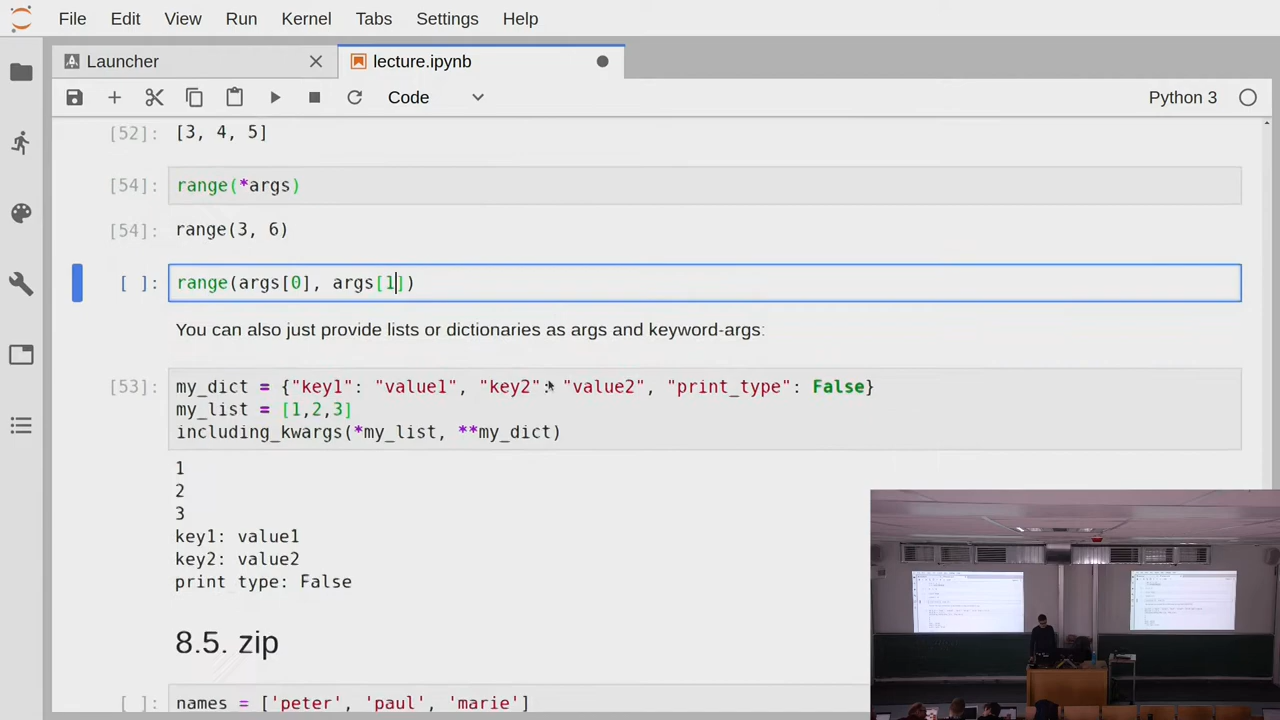 File Edit View Run Kernel Tabs Settings Help
Launcher
lecture.ipynb
Code
Python 3
[52]: [3, 4, 5]
[54]: range(*args)
[54]: range(3, 6)
[ ]: range(args[0], args[1])
You can also just provide lists or dictionaries as args and keyword-args:
[53]: my_dict = {"key1": "value1", "key2": "value2", "print_type": False}
my_list = [1,2,3]
including_kwargs(*my_list, **my_dict)
1
2
3
key1: value1
key2: value2
print type: False
8.5. zip
[ ]: names = ['peter', 'paul', 'marie']